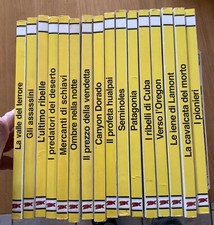 La valle del terrore
Gli assassini
L'ultimo ribelle
I predatori del deserto
Mercanti di schiavi
Ombre nella notte
Il prezzo della vendetta
Canyon Dorado
Il profeta hualpai
Seminoles
Patagonia
I ribelli di Cuba
Verso l'Oregon
Le iene di Lamont
La cavalcata del morto
I pionieri